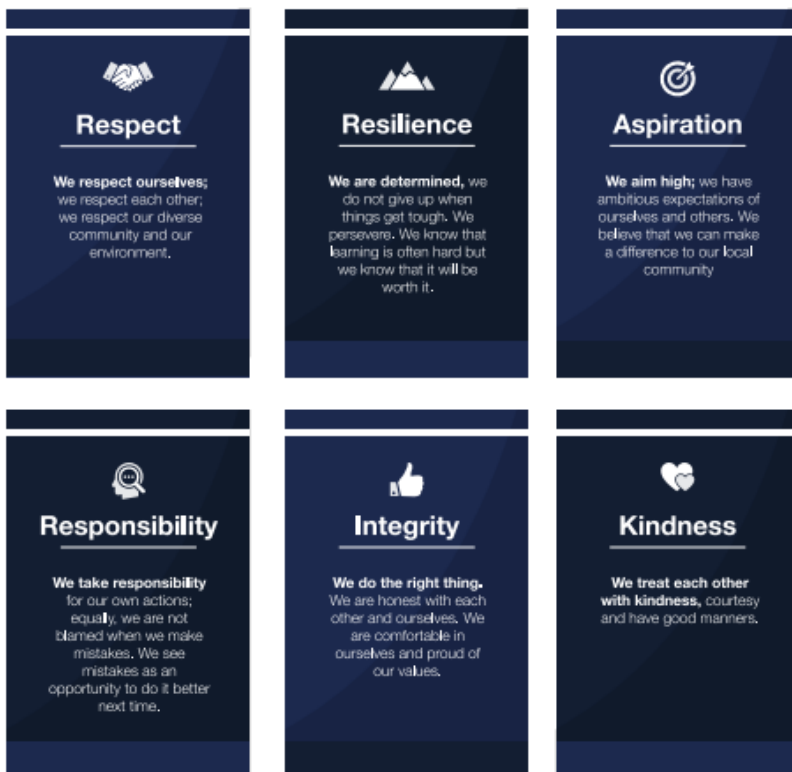 Respect
We respect ourselves;
we respect each other;
we respect our diverse
community and our
environment.
Resilience
We are determined, we
do not give up when
things get tough. We
persevere. We know that
learning is often hard but
we know that it will be
worth it.
Aspiration
We aim high; we have
ambitious expectations of
ourselves and others. We
believe that we can make
a difference to our local
community
Responsibility
We take responsibility
for our own actions;
equally, we are not
blamed when we make
mistakes. We see
mistakes as an
opportunity to do it better
next time.
Integrity
We do the right thing.
We are honest with each
other and ourselves. We
are comfortable in
ourselves and proud of
our values.
Kindness
We treat each other
with kindness, courtesy
and have good manners.